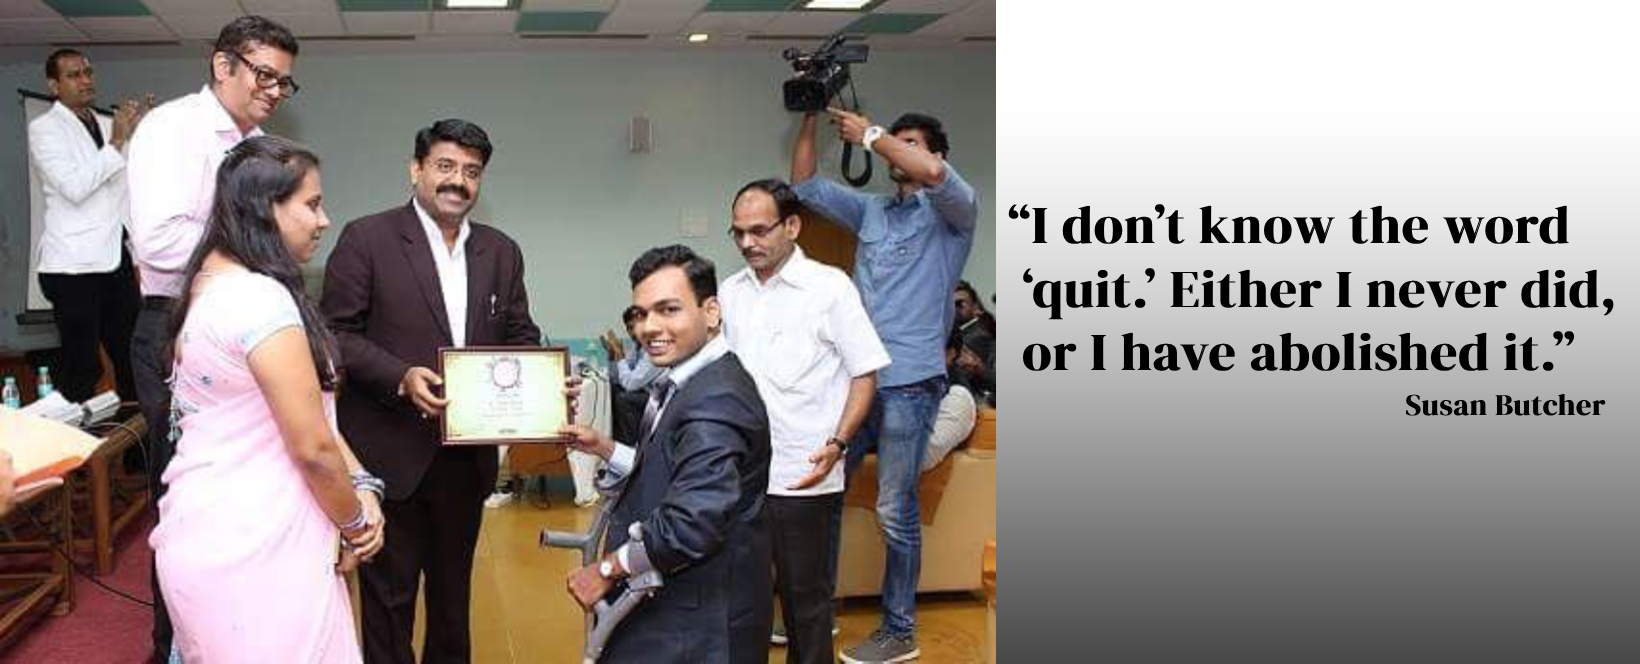 “I don’t know the word
‘quit.’ Either I never did,
or I have abolished it.”
Susan Butcher